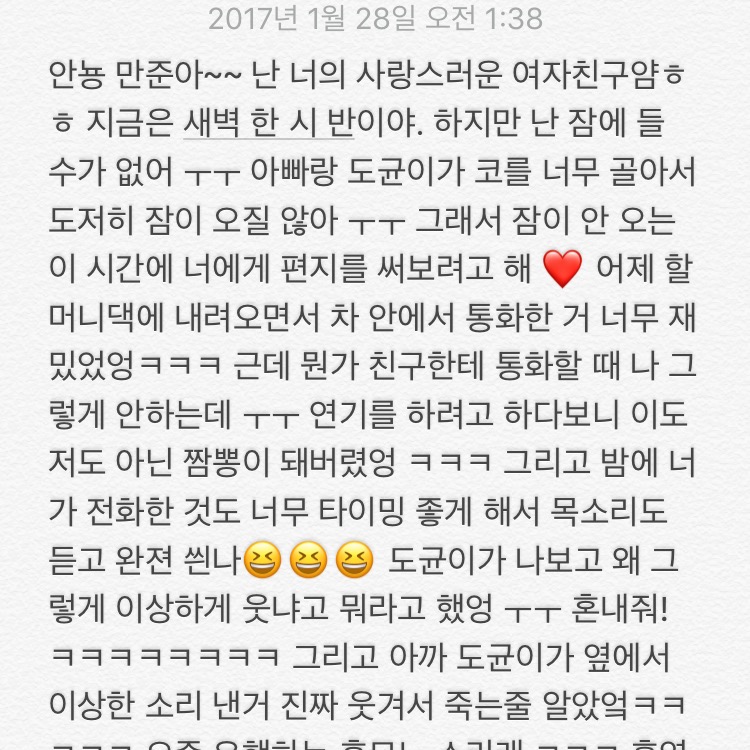 2017년 1월 28일 오전 1:38
안뇽 만준아~~ 난 너의 사랑스러운 여자친구얌ㅎ
ㅎ 지금은 새벽 한 시 반이야. 하지만 난 잠에 들
수가 없어 ㅜㅜ 아빠랑 도균이가 코를 너무 골아서
도저히 잠이 오질 않아 ㅜㅜ 그래서 잠이 안 오는
이 시간에 너에게 편지를 써보려고 해 ❤️ 어제 할
머니댁에 내려오면서 차 안에서 통화한 거 너무 재
밌었엉ㅋㅋㅋ 근데 뭔가 친구한테 통화할 때 나 그
렇게 안하는데 ㅜㅜ 연기를 하려고 하다보니 이도
저도 아닌 짬뽕이 돼버렸엉 ㅋㅋㅋ 그리고 밤에 너
가 전화한 것도 너무 타이밍 좋게 해서 목소리도
듣고 완젼 씐나😆😆😆 도균이가 나보고 왜 그
렇게 이상하게 웃냐고 뭐라고 했엉 ㅜㅜ 혼내줘!
ㅋㅋㅋㅋㅋㅋㅋㅋ 그리고 아까 도균이가 옆에서
이상한 소리 낸거 진짜 웃겨서 죽는줄 알았엌ㅋㅋ